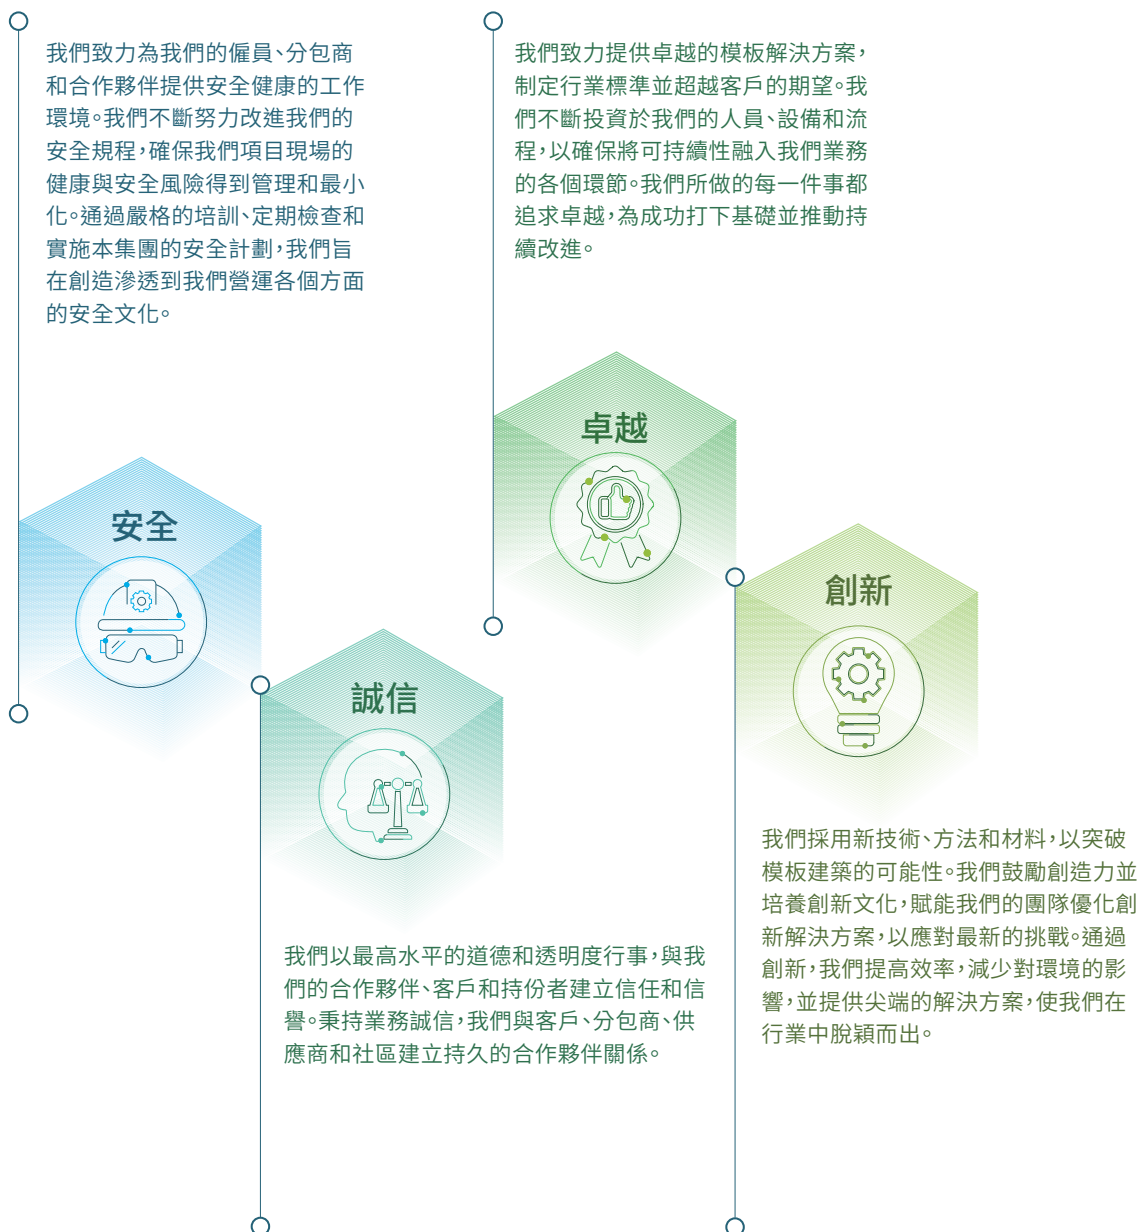 我們致力為我們的僱員、分包商
和合作夥伴提供安全健康的工作
環境。我們不斷努力改進我們的
安全規程，確保我們項目現場的
健康與安全風險得到管理和最小
化。通過嚴格的培訓、定期檢查和
實施本集團的安全計劃，我們旨
在創造滲透到我們營運各個方面
的安全文化。
安全
誠信
我們以最高水平的道德和透明度行事，與我
們的合作夥伴、客戶和持份者建立信任和信
譽。秉持業務誠信，我們與客戶、分包商、供
應商和社區建立持久的合作夥伴關係。
我們致力提供卓越的模板解決方案，
制定行業標準並超越客戶的期望。我
們不斷投資於我們的人員、設備和流
程，以確保將可持續性融入我們業務
的各個環節。我們所做的每一件事都
追求卓越，為成功打下基礎並推動持
續改進。
卓越
創新
我們採用新技術、方法和材料，以突破
模板建築的可能性。我們鼓勵創造力並
培養創新文化，賦能我們的團隊優化創
新解決方案，以應對最新的挑戰。通過
創新，我們提高效率，減少對環境的影
響，並提供尖端的解決方案，使我們在
行業中脫穎而出。